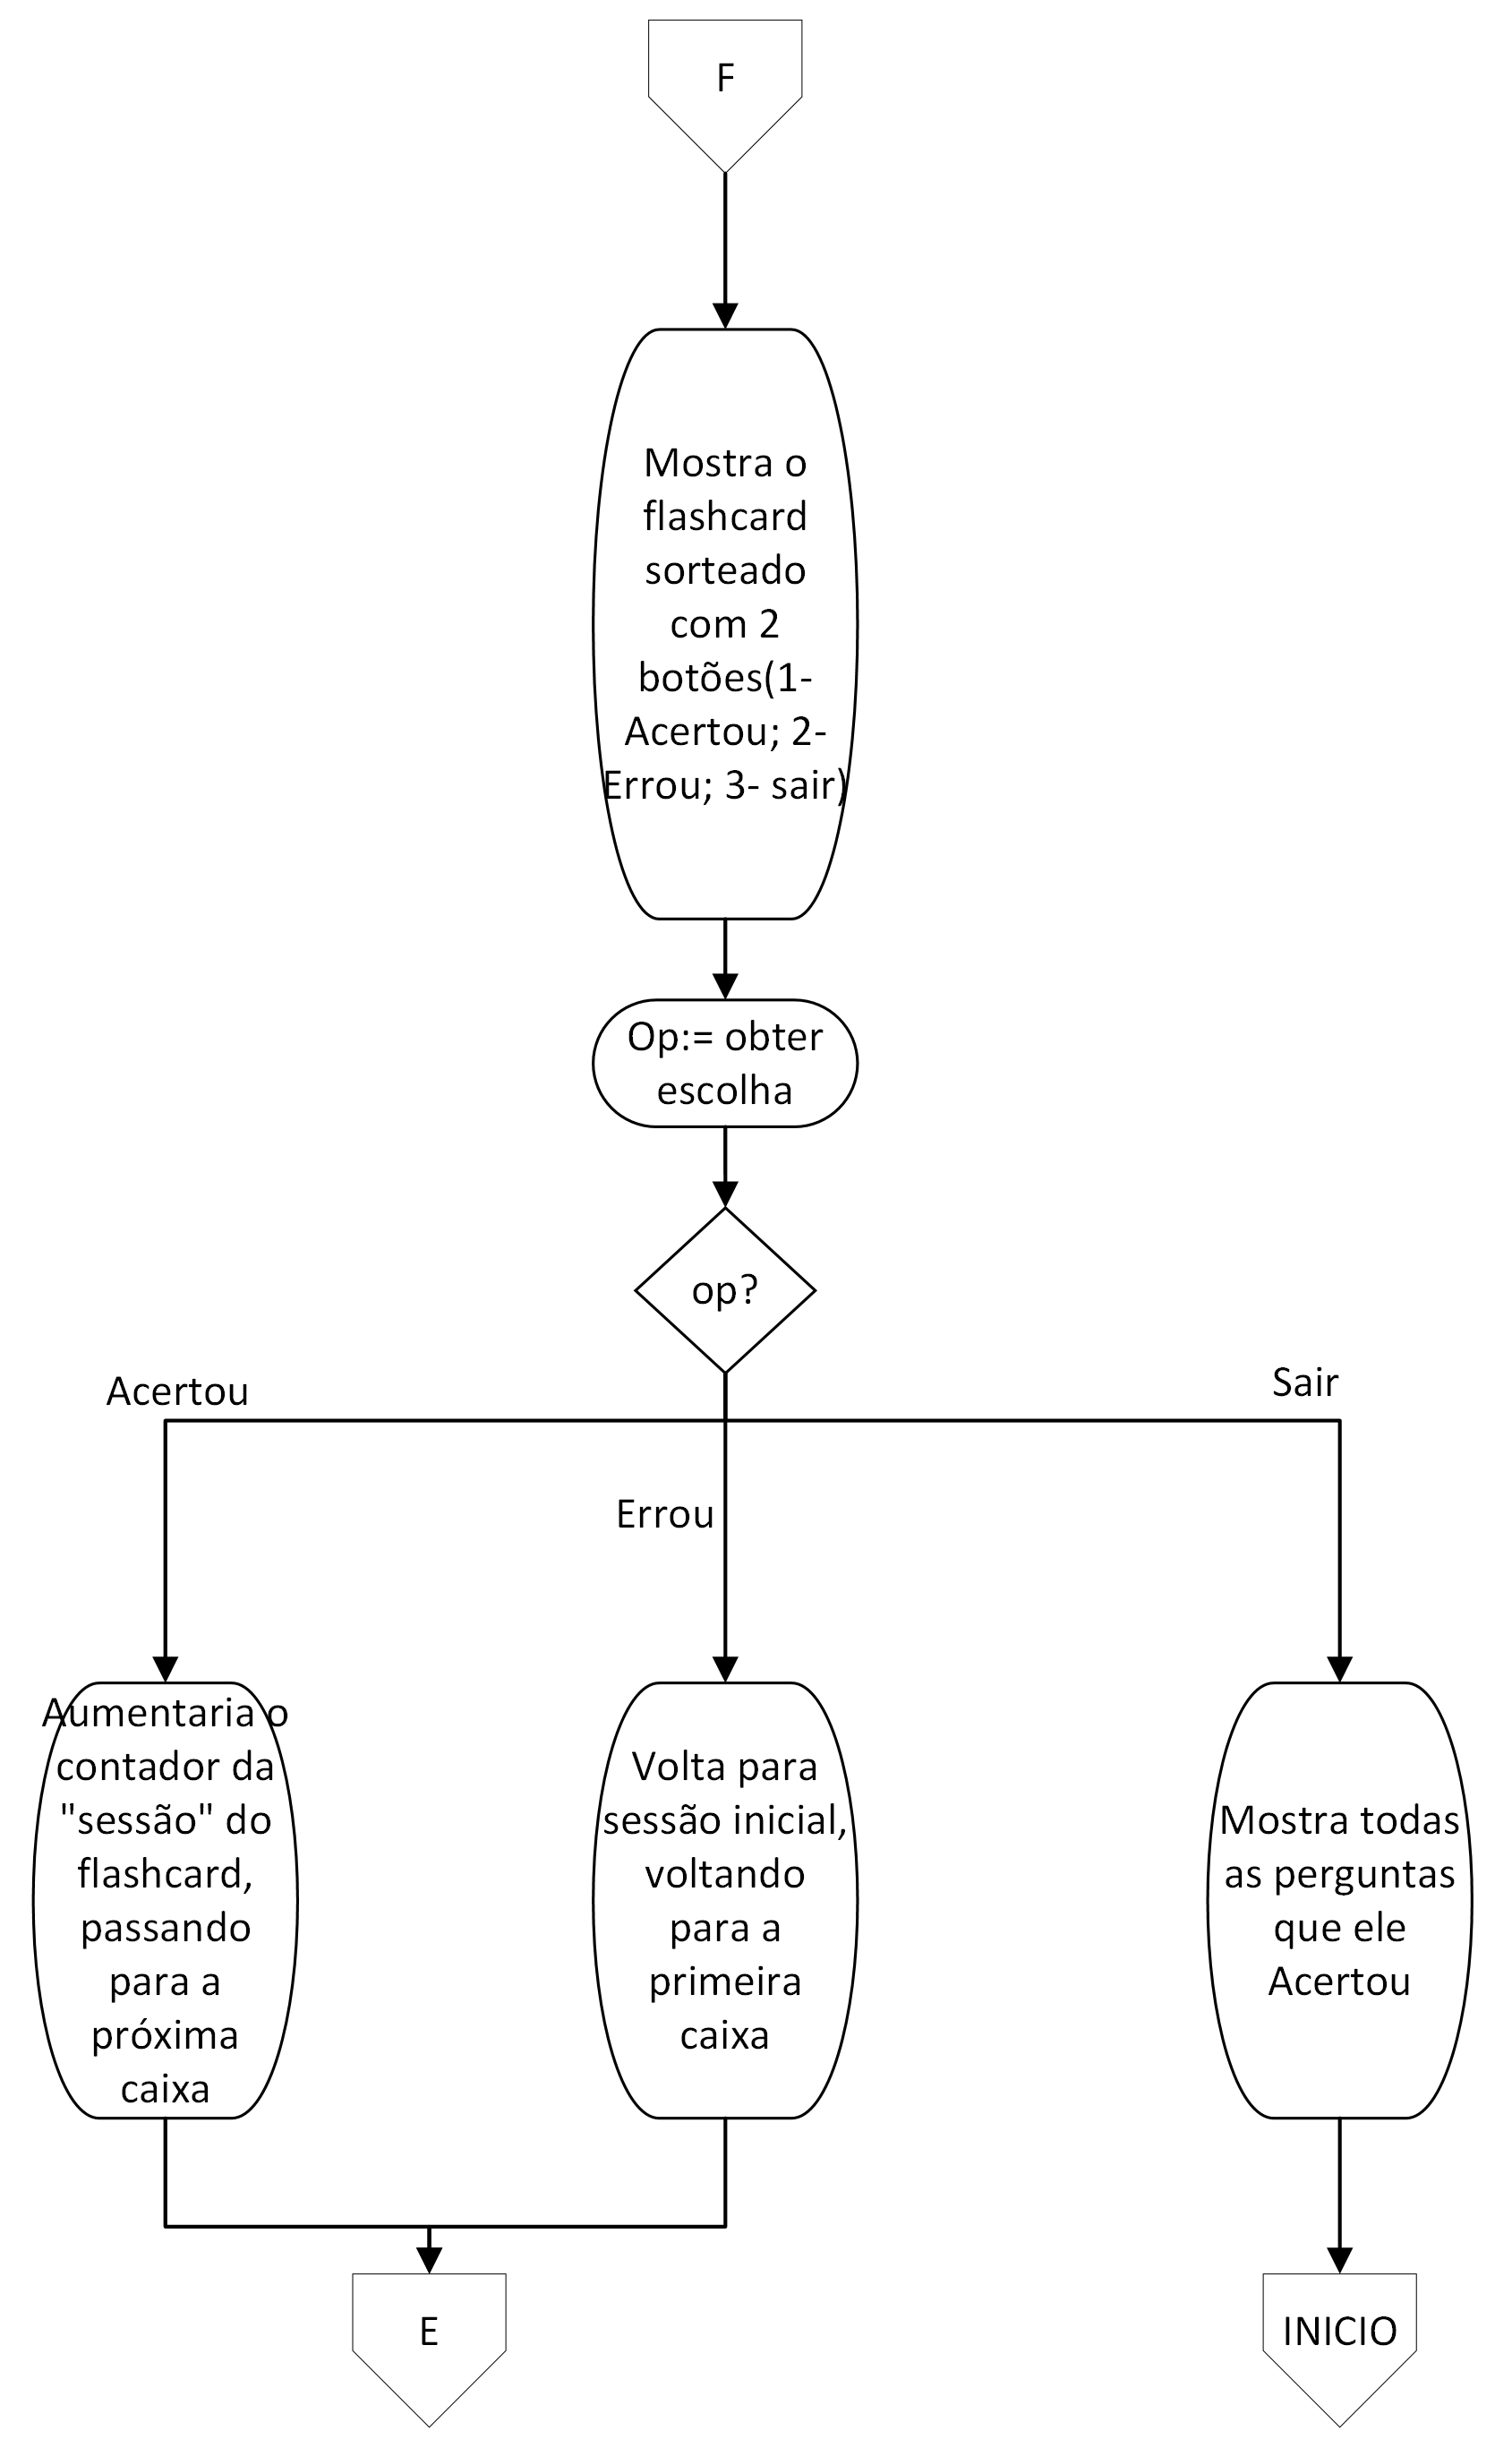 F
Mostra o
flashcard
sorteado
com 2
botões(1-
Acertou; 2-
Errou; 3- sair)
Op:= obter
escolha
op?
Acertou
Sair
Errou
Aumentaria o
contador da
"sessão" do
flashcard,
passando
para a
próxima
caixa
Volta para
sessão inicial,
voltando
para a
primeira
caixa
Mostra todas
as perguntas
que ele
Acertou
E
INICIO